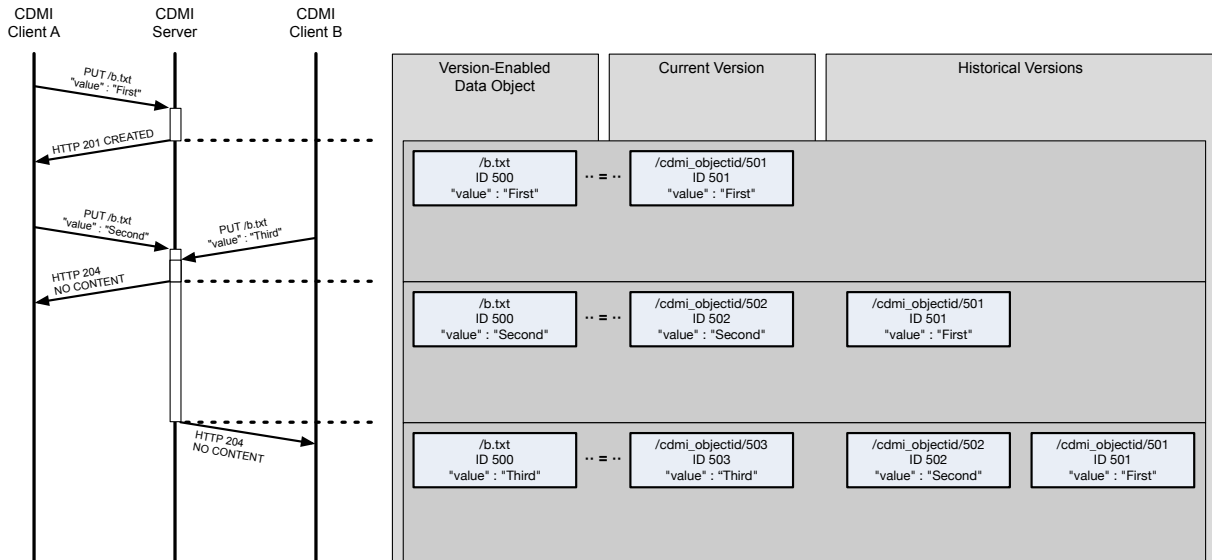 CDMI
Client A
CDMI
Server
CDMI
Client B
PUT /b.txt
"value" : "First"
HTTP 201 CREATED
PUT /b.txt
"value" : "Second"
PUT /b.txt
"value" : "Third"
HTTP 204
NO CONTENT
HTTP 204
NO CONTENT
Version-Enabled
Data Object
Current Version
Historical Versions
/b.txt
ID 500
"value" : "First"
·· = ··
/cdmi_objectid/501
ID 501
"value" : "First"
/b.txt
ID 500
"value" : "Second"
·· = ··
/cdmi_objectid/502
ID 502
"value" : "Second"
/cdmi_objectid/501
ID 501
"value" : "First"
/b.txt
ID 500
"value" : "Third"
·· = ··
/cdmi_objectid/503
ID 503
"value" : “Third"
/cdmi_objectid/502
ID 502
"value" : "Second"
/cdmi_objectid/501
ID 501
"value" : "First"